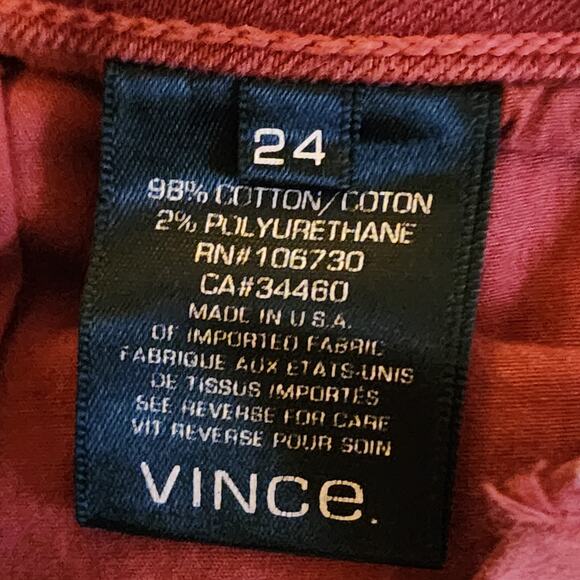 24
98% COTTON/COTON
2% POLYURETHANE
RN#106730
CA#34460
MADE IN U S.A.
OF IMPORTED FABRIC
FABRIQUE AUX ETATS-UNIS
DE TISSUS IMPORTÉS
SEE REVERSE FOR CARE
VIT REVERSE POUR SOIN
VINCe.